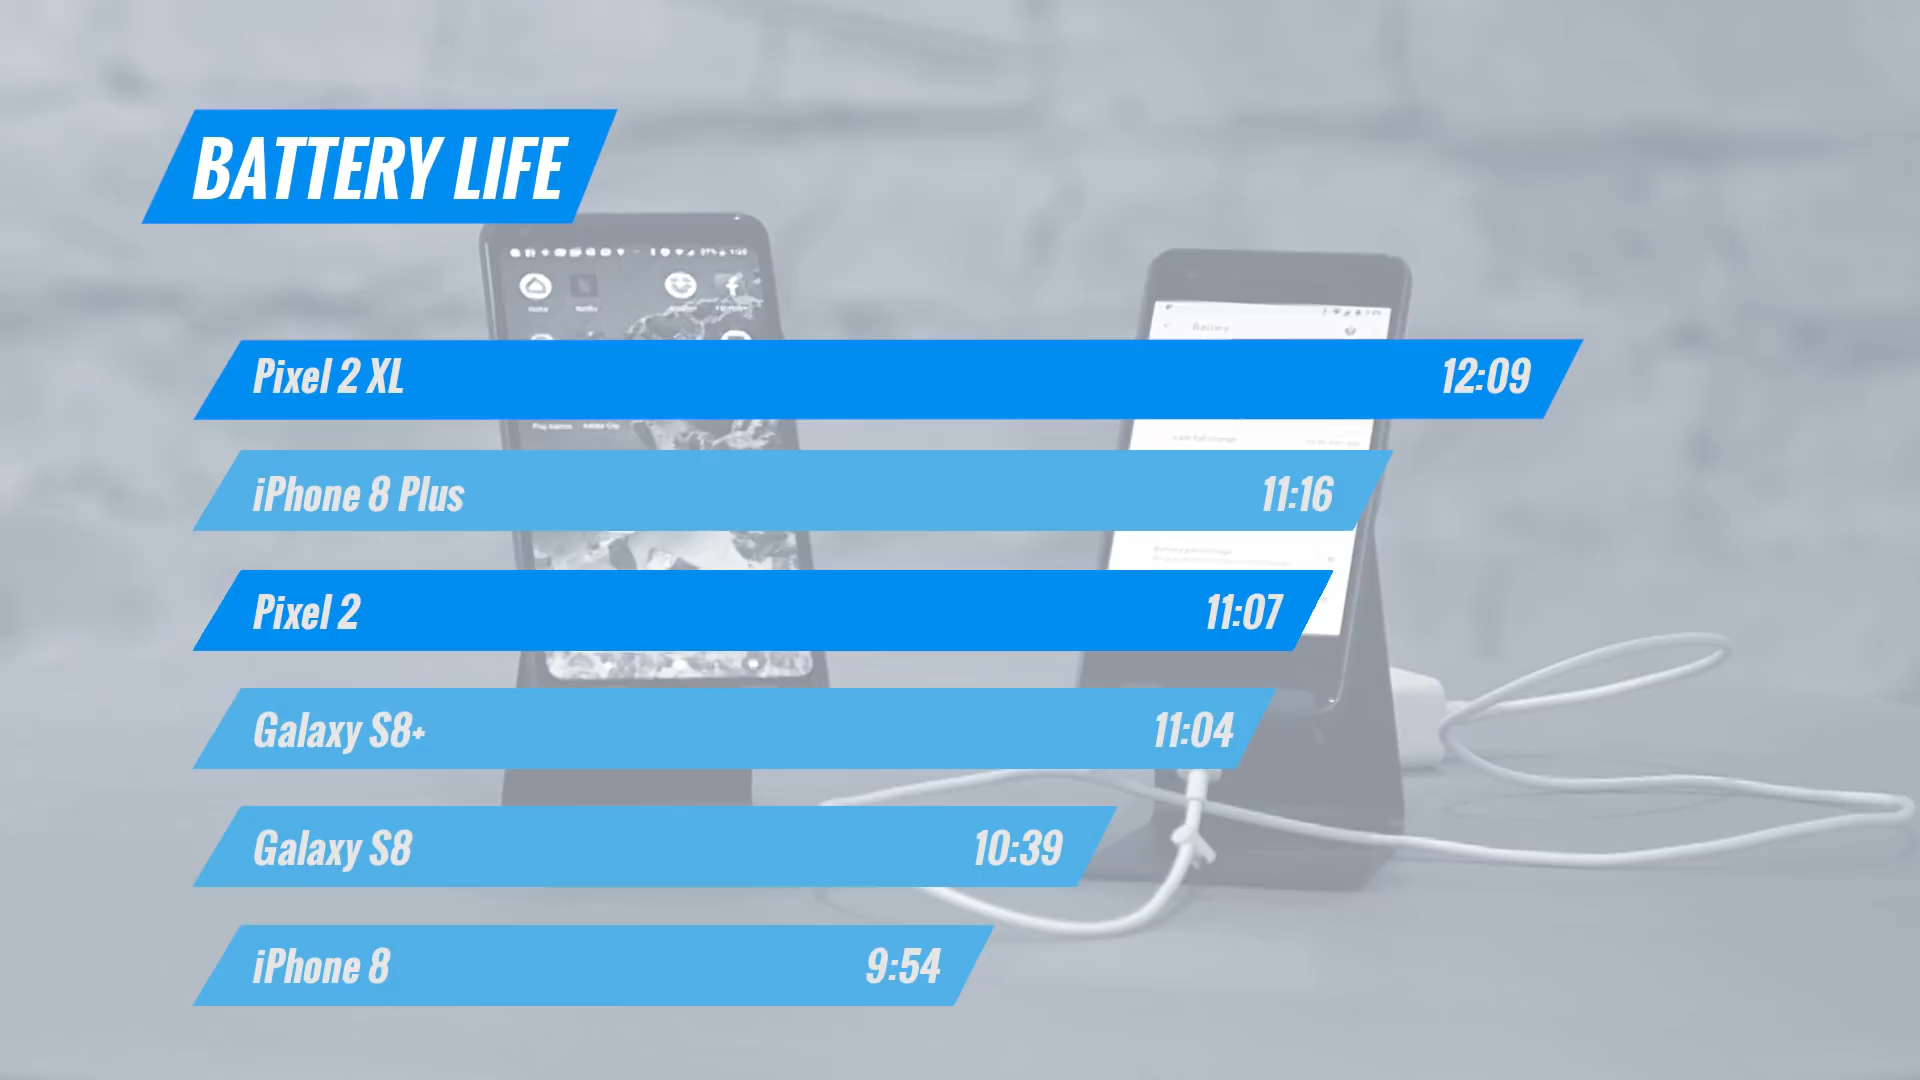 BATTERY LIFE
Pixel 2 XL 12:09
iPhone 8 Plus 11:16
Pixel 2 11:07
Galaxy S8+ 11:04
Galaxy S8 10:39
iPhone 8 9:54
Battery